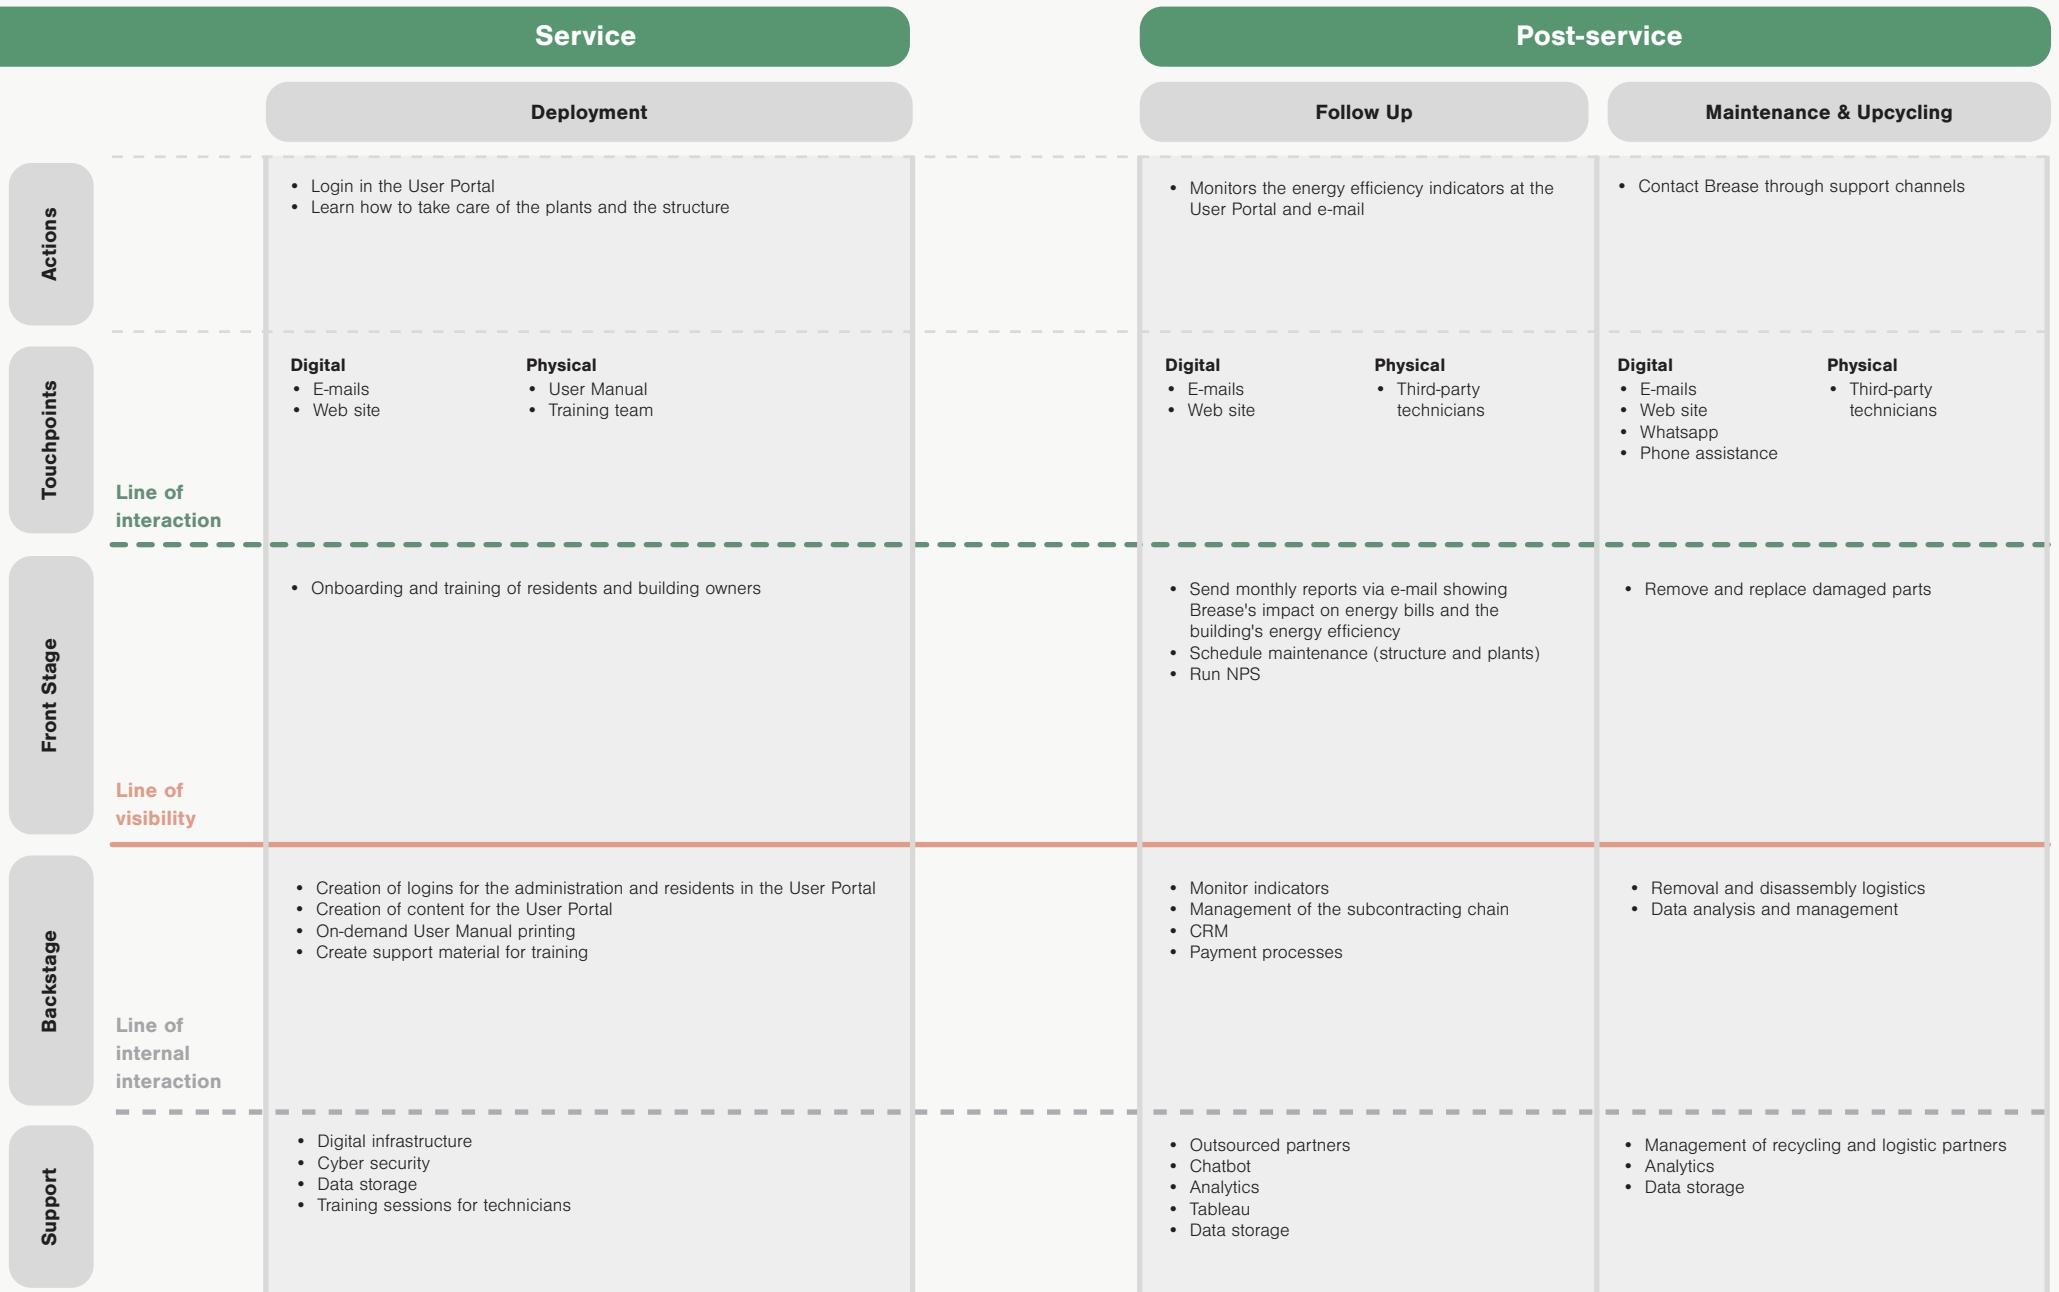 Service
Post-service
Deployment
Follow Up
Maintenance & Upcycling
Actions
• Login in the User Portal
• Learn how to take care of the plants and the structure
• Monitors the energy efficiency indicators at the
User Portal and e-mail
• Contact Brease through support channels
Touchpoints
Digital
• E-mails
• Web site
Physical
• User Manual
• Training team
Digital
• E-mails
• Web site
Physical
• Third-party
technicians
Digital
• E-mails
• Web site
• Whatsapp
• Phone assistance
Physical
• Third-party
technicians
Line of
interaction
Front Stage
• Onboarding and training of residents and building owners
• Send monthly reports via e-mail showing
Brease's impact on energy bills and the
building's energy efficiency
• Schedule maintenance (structure and plants)
• Run NPS
• Remove and replace damaged parts
Line of
visibility
Backstage
• Creation of logins for the administration and residents in the User Portal
• Creation of content for the User Portal
• On-demand User Manual printing
• Create support material for training
• Monitor indicators
• Management of the subcontracting chain
• CRM
• Payment processes
• Removal and disassembly logistics
• Data analysis and management
Line of
internal
interaction
Support
• Digital infrastructure
• Cyber security
• Data storage
• Training sessions for technicians
• Outsourced partners
• Chatbot
• Analytics
• Tableau
• Data storage
• Management of recycling and logistic partners
• Analytics
• Data storage